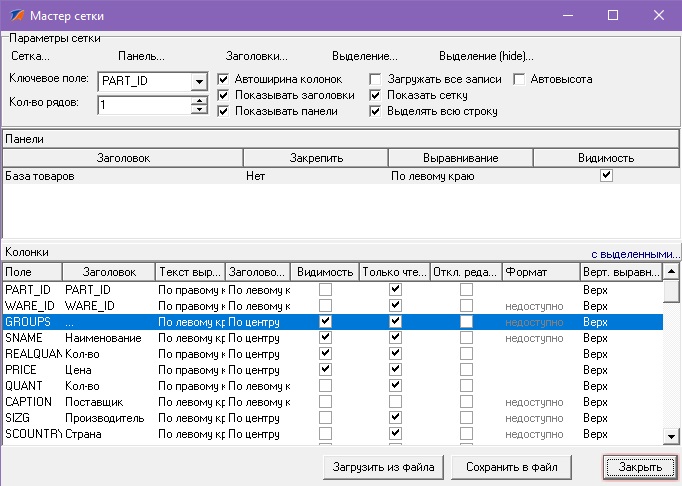 Мастер сетки
Параметры сетки
Сетка... Панель... Заголовки... Выделение... Выделение (hide)...
Ключевое поле: PART_ID Автоширина колонок Загружать все записи Автовысота
Показывать заголовки Показать сетку
Кол-во рядов: 1 Показывать панели Выделять всю строку
Панели
Заголовок Закрепить Выравнивание Видимость
База товаров Нет По левому краю
Колонки с выделенными...
Поле Заголовок Текст выр... Заголово... Видимость Только чте... Откл. реда... Формат Верт. выравн...
PART_ID PART_ID По правому к По левому к Верх
WARE_ID WARE_ID По правому к По левому к недоступно Верх
GROUPS ... По левому кр По центру недоступно Верх
SNAME Наименование По левому кр По центру недоступно Верх
REALQUAN Кол-во По правому к По центру Верх
PRICE Цена По правому к По центру Верх
QUANT Кол-во По правому к По левому к Верх
CAPTION Поставщик По левому кр По левому к недоступно Верх
SIZG Производитель По левому кр По центру недоступно Верх
SCOUNTRY Страна По левому кр По центру недоступно Верх
Загрузить из файла Сохранить в файл Закрыть